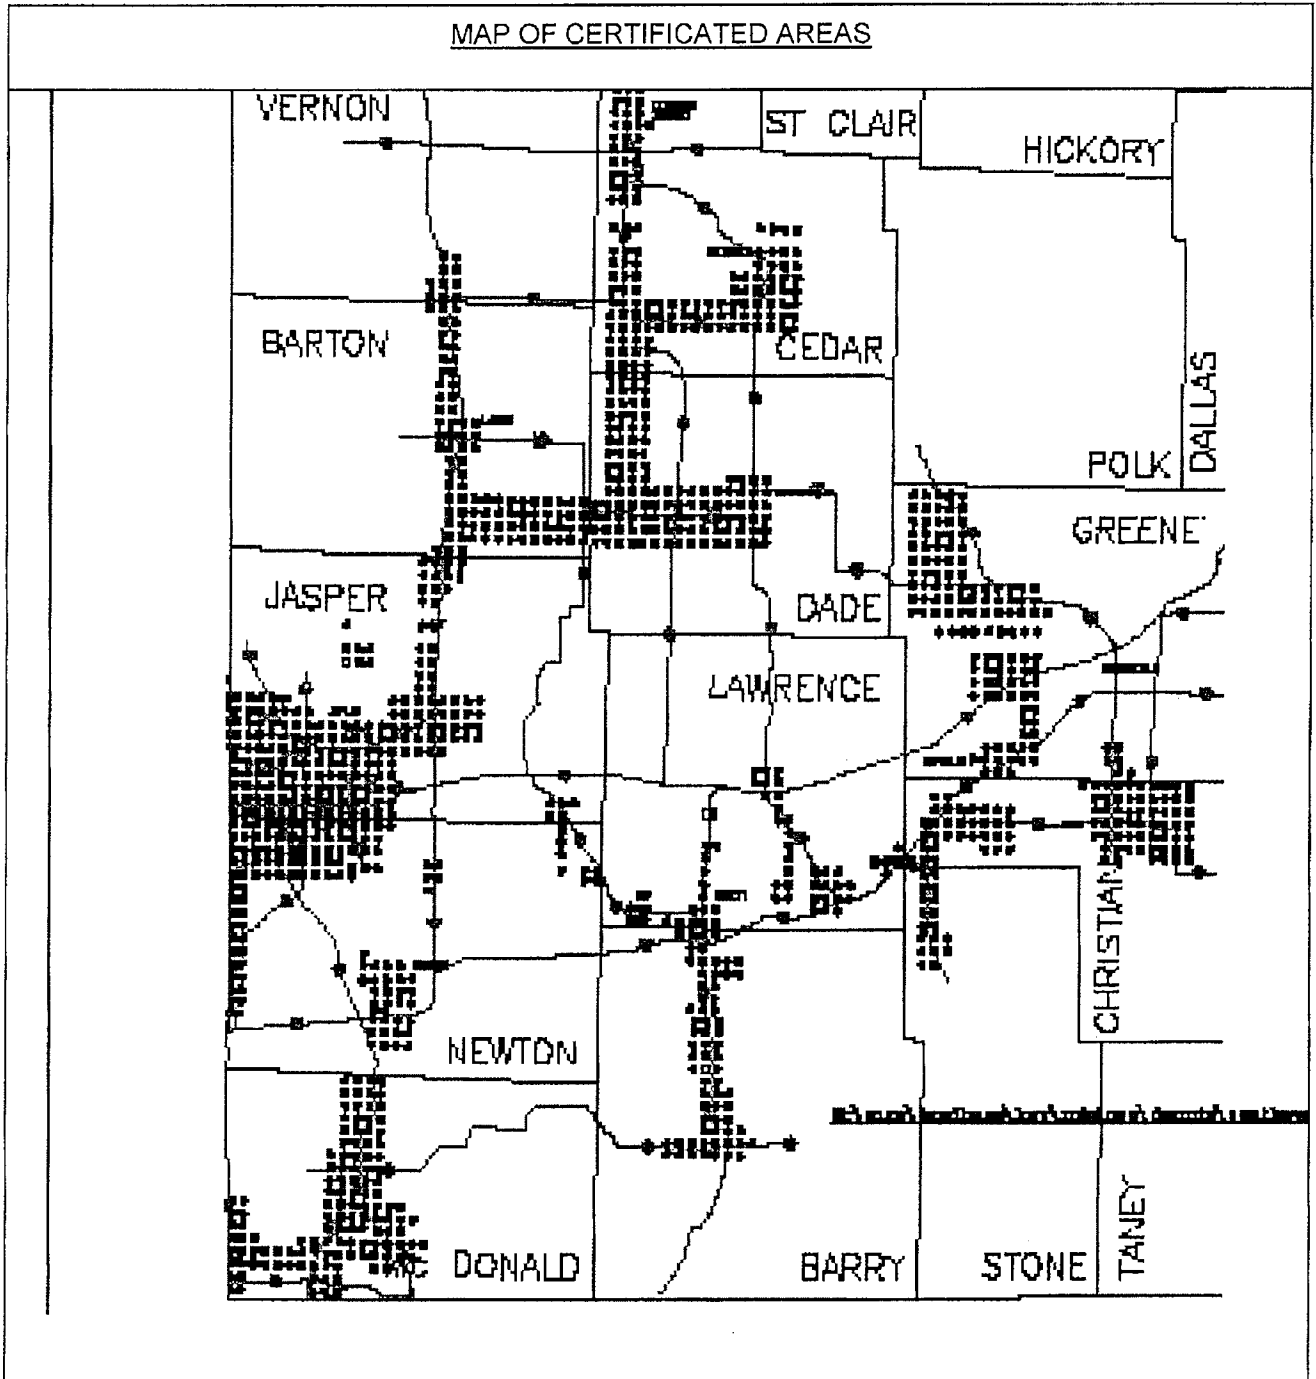 MAP OF CERTIFICATED AREAS
VERNON
ST CLAIR
HICKORY
BARTON
CEDAR
DALLAS
POLK
GREENE
JASPER
DADE
LAWRENCE
CHRISTIAN
NEWTON
TANEY
DONALD
BARRY
STONE